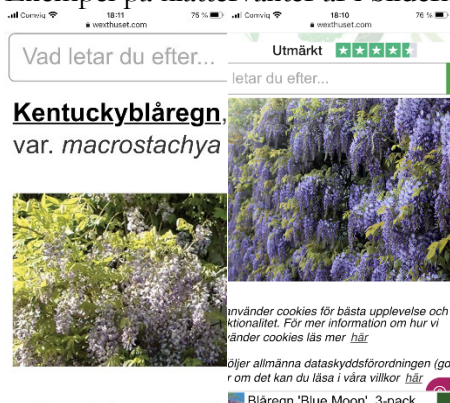 Comviq 18:11 75 %
wexthuset.com
Vad letar du efter...
Kentuckyblåregn,
var. macrostachya
Comviq 18:10 76 %
wexthuset.com
Utmärkt
letar du efter...
använder cookies för bästa upplevelse och
ktionalitet. För mer information om hur vi
vänder cookies läs mer här
öljer allmänna dataskyddsförordningen (gd
r om det kan du läsa i våra villkor här
Blåregn 'Blue Moon', 3-pack